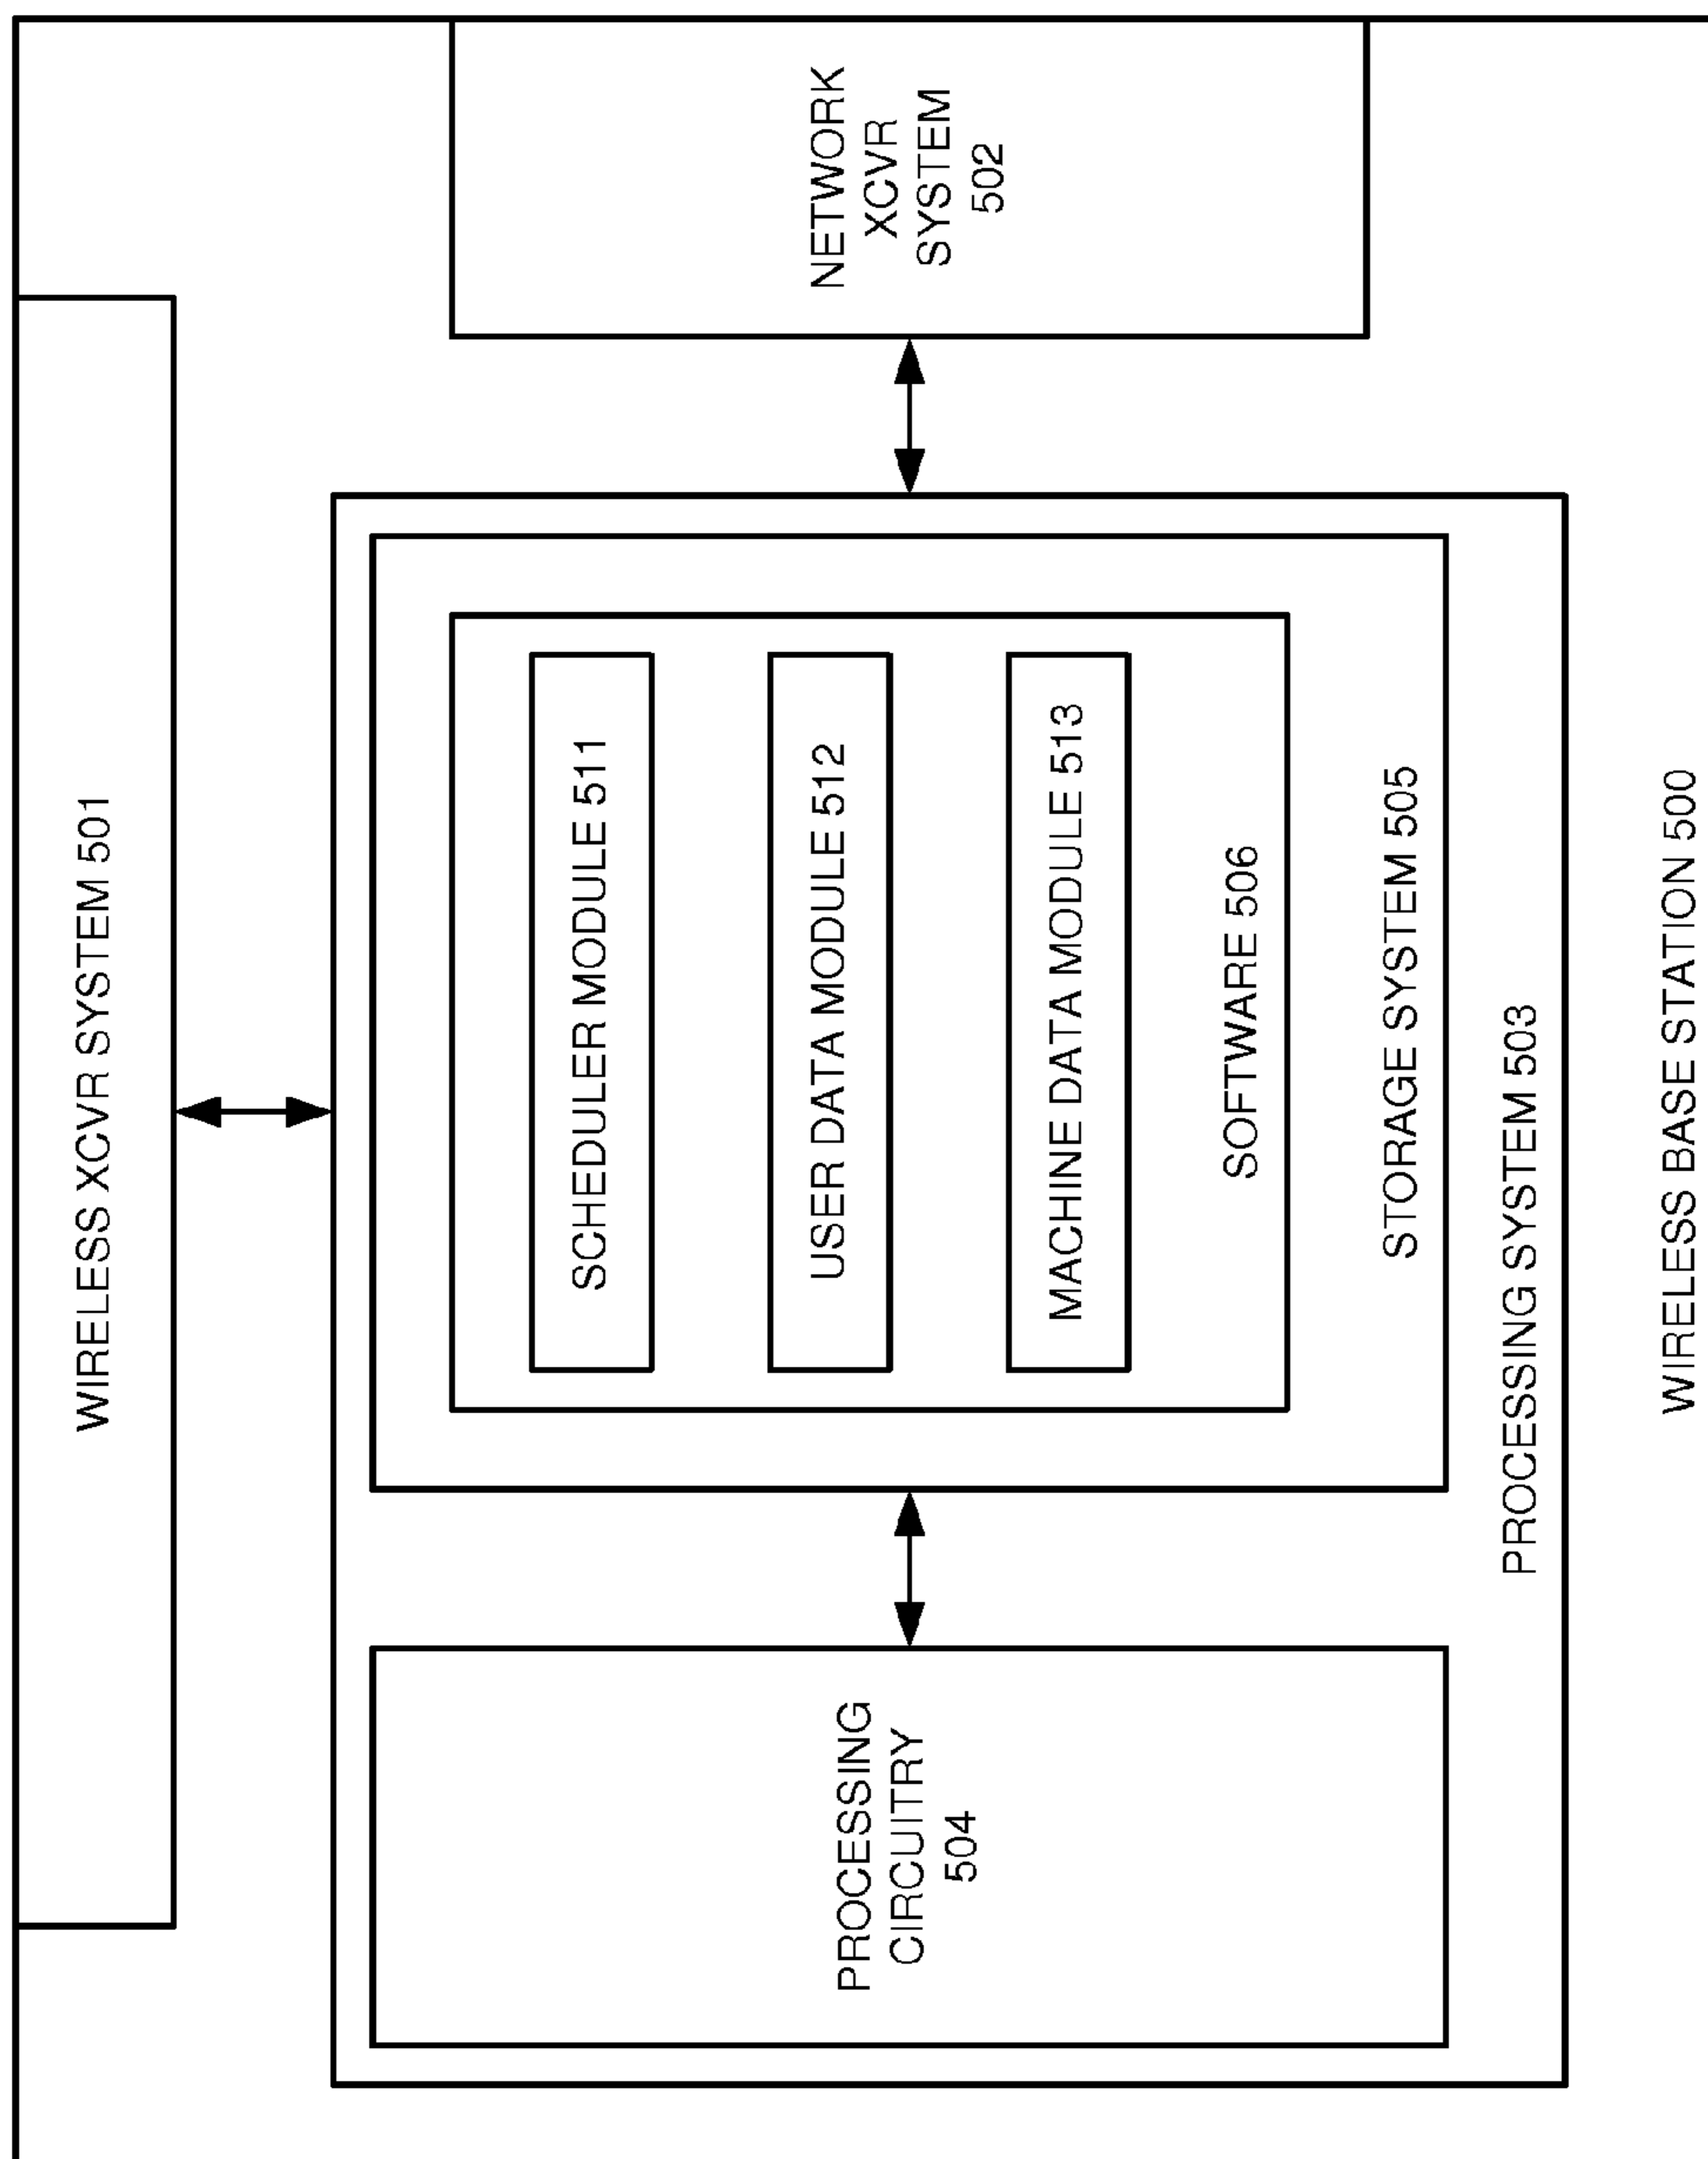 WIRELESS XCVR SYSTEM 501
NETWORK
XCVR
SYSTEM
502
SCHEDULER MODULE 511
USER DATA MODULE 512
MACHINE DATA MODULE 513
SOFTWARE 506
STORAGE SYSTEM 505
PROCESSING
CIRCUITRY
504
PROCESSING SYSTEM 503
WIRELESS BASE STATION 500